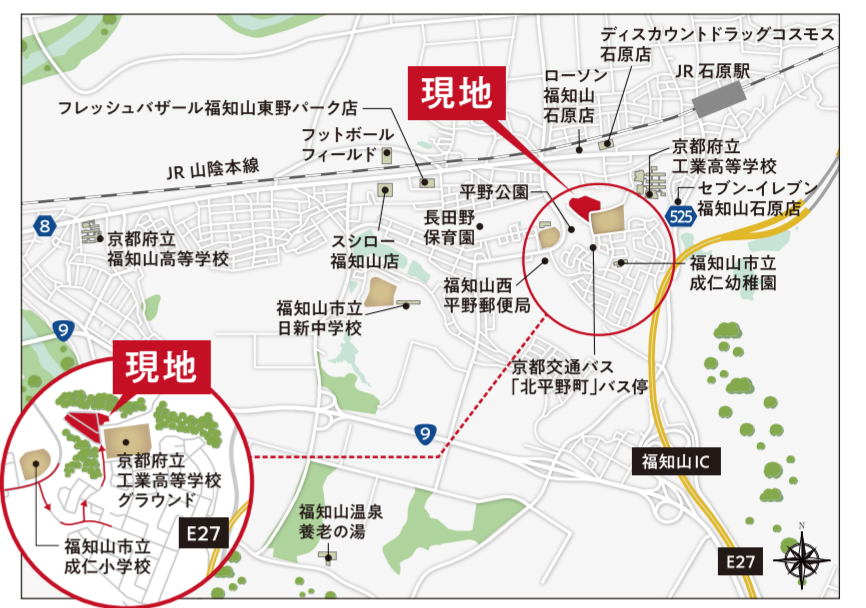 ディスカウントドラッグコスモス
石原店
JR 石原駅
ローソン
福知山
石原店
現地
フレッシュバザール福知山東野パーク店
フットボール
フィールド
JR 山陰本線
京都府立
工業高等学校
平野公園
セブン-イレブン
福知山石原店
525
8
京都府立
福知山高等学校
スシロー
福知山店
長田野
保育園
福知山西
平野郵便局
福知山市立
成仁幼稚園
福知山市立
日新中学校
9
京都交通バス
「北平野町」バス停
現地
9
京都府立
工業高等学校
グラウンド
福知山IC
福知山温泉
養老の湯
E27
福知山市立
成仁小学校
E27
N